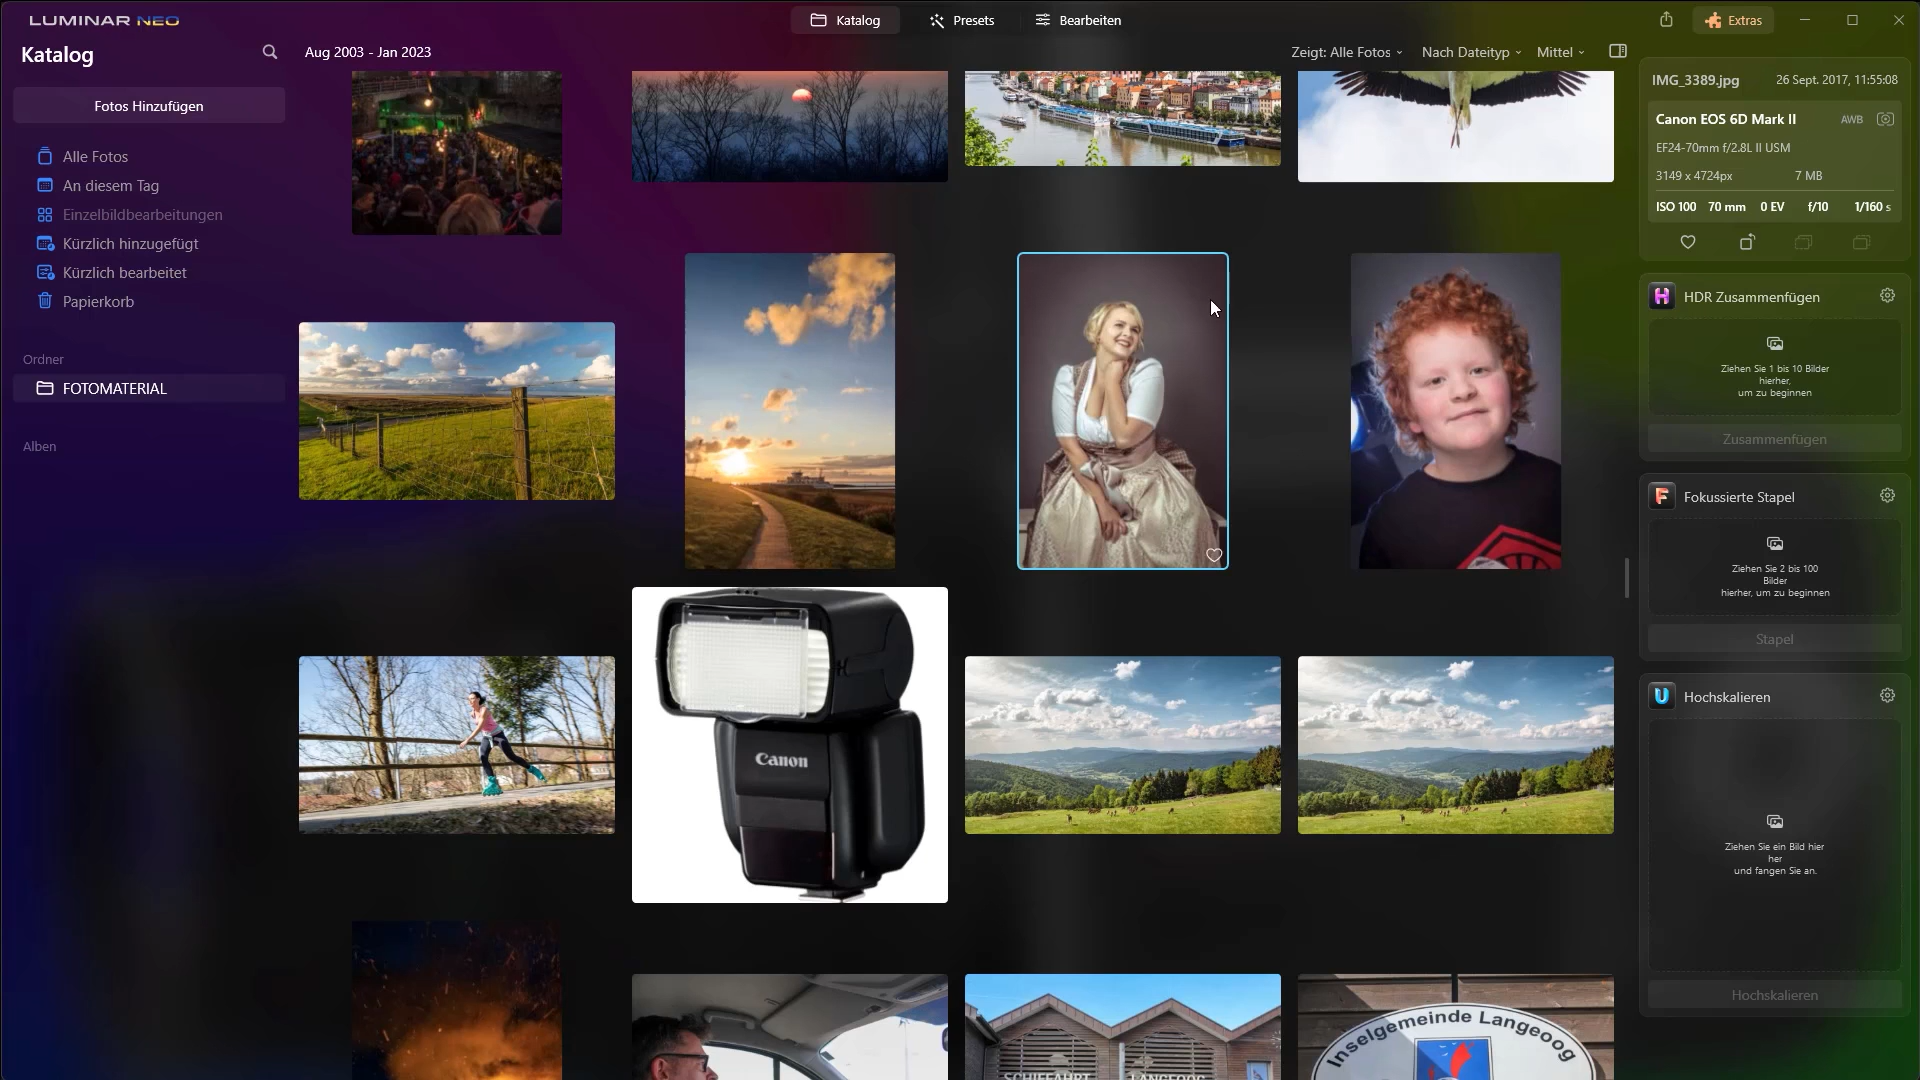 LUMINAR NEO
Katalog
Presets
Bearbeiten
Extras
Katalog
Aug 2003 - Jan 2023
Zeigt: Alle Fotos
Nach Dateityp
Mittel
Fotos Hinzufügen
Alle Fotos
An diesem Tag
Einzelbildbearbeitungen
Kürzlich hinzugefügt
Kürzlich bearbeitet
Papierkorb
Ordner
FOTOMATERIAL
Alben
Canon
SCHIFFAHRT LANGEOOG
Inselgemeinde Langeoog
IMG_3389.jpg
26 Sept. 2017, 11:55:08
Canon EOS 6D Mark II
AWB
EF24-70mm f/2.8L II USM
3149 x 4724px
7 MB
ISO 100 70 mm 0 EV f/10 1/160 s
HDR Zusammenfügen
Ziehen Sie 1 bis 10 Bilder
hierher,
um zu beginnen
Zusammenfügen
Fokussierte Stapel
Ziehen Sie 2 bis 100
Bilder
hierher, um zu beginnen
Stapel
Hochskalieren
Ziehen Sie ein Bild hier
her
und fangen Sie an.
Hochskalieren